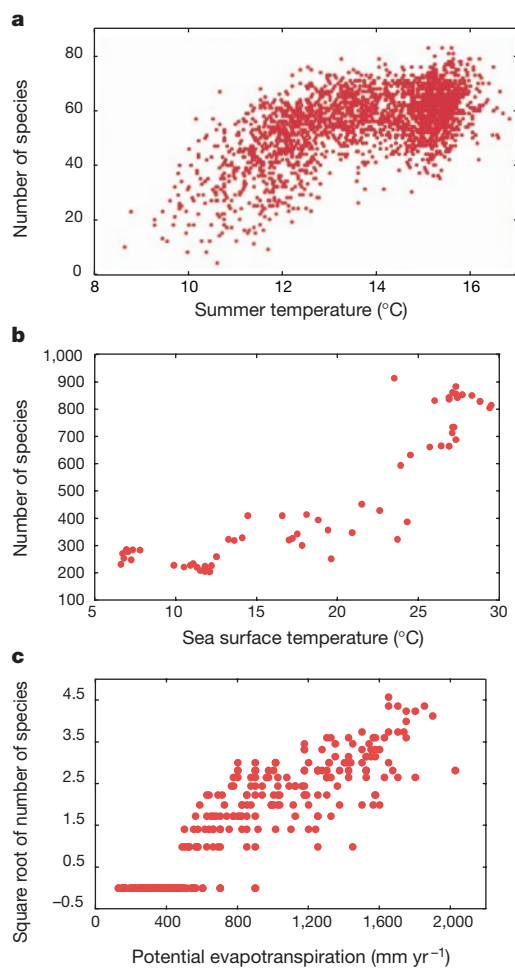 a
Number of species
80
60
40
20
0
8 10 12 14 16
Summer temperature (°C)
b
Number of species
1,000
900
800
700
600
500
400
300
200
100
5 10 15 20 25 30
Sea surface temperature (°C)
c
Square root of number of species
4.5
3.5
2.5
1.5
0.5
−0.5
0 400 800 1,200 1,600 2,000
Potential evapotranspiration (mm yr⁻¹)